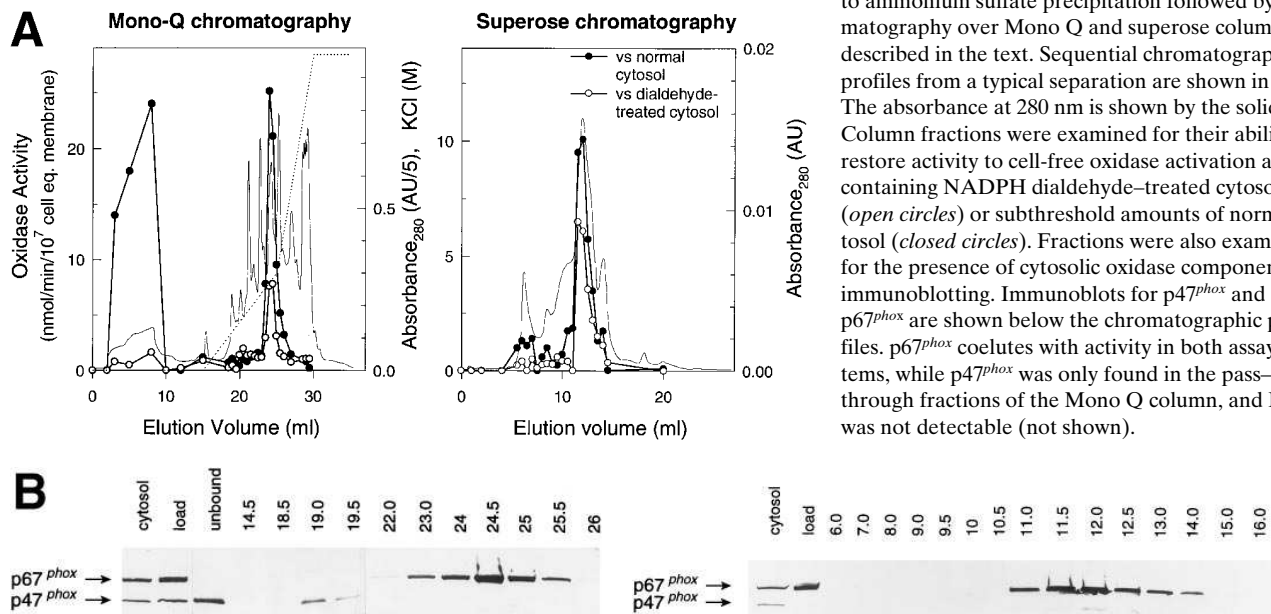 A
Mono-Q chromatography
Oxidase Activity
(nmol/min/10⁷ cell eq. membrane)
20
10
0
0.5
0.0
Absorbance₂₈₀ (AU/5), KCl (M)
0 10 20 30
Elution Volume (ml)
Superose chromatography
vs normal
cytosol
vs dialdehyde-
treated cytosol
10
5
0
0.02
0.01
0.00
Absorbance₂₈₀ (AU)
0 10 20
Elution volume (ml)
to ammonium sulfate precipitation followed by
matography over Mono Q and superose colum
described in the text. Sequential chromatograp
profiles from a typical separation are shown in
The absorbance at 280 nm is shown by the solid
Column fractions were examined for their abili
restore activity to cell-free oxidase activation a
containing NADPH dialdehyde–treated cytoso
(open circles) or subthreshold amounts of norm
tosol (closed circles). Fractions were also exam
for the presence of cytosolic oxidase componen
immunoblotting. Immunoblots for p47phox and
p67phox are shown below the chromatographic p
files. p67phox coelutes with activity in both assay
tems, while p47phox was only found in the pass–
through fractions of the Mono Q column, and
was not detectable (not shown).
B
cytosol load unbound 14.5 18.5 19.0 19.5 22.0 23.0 24 24.5 25 25.5 26
p67 phox
p47 phox
cytosol load 6.0 7.0 8.0 9.0 9.5 10 10.5 11.0 11.5 12.0 12.5 13.0 14.0 15.0 16.0
p67 phox
p47 phox